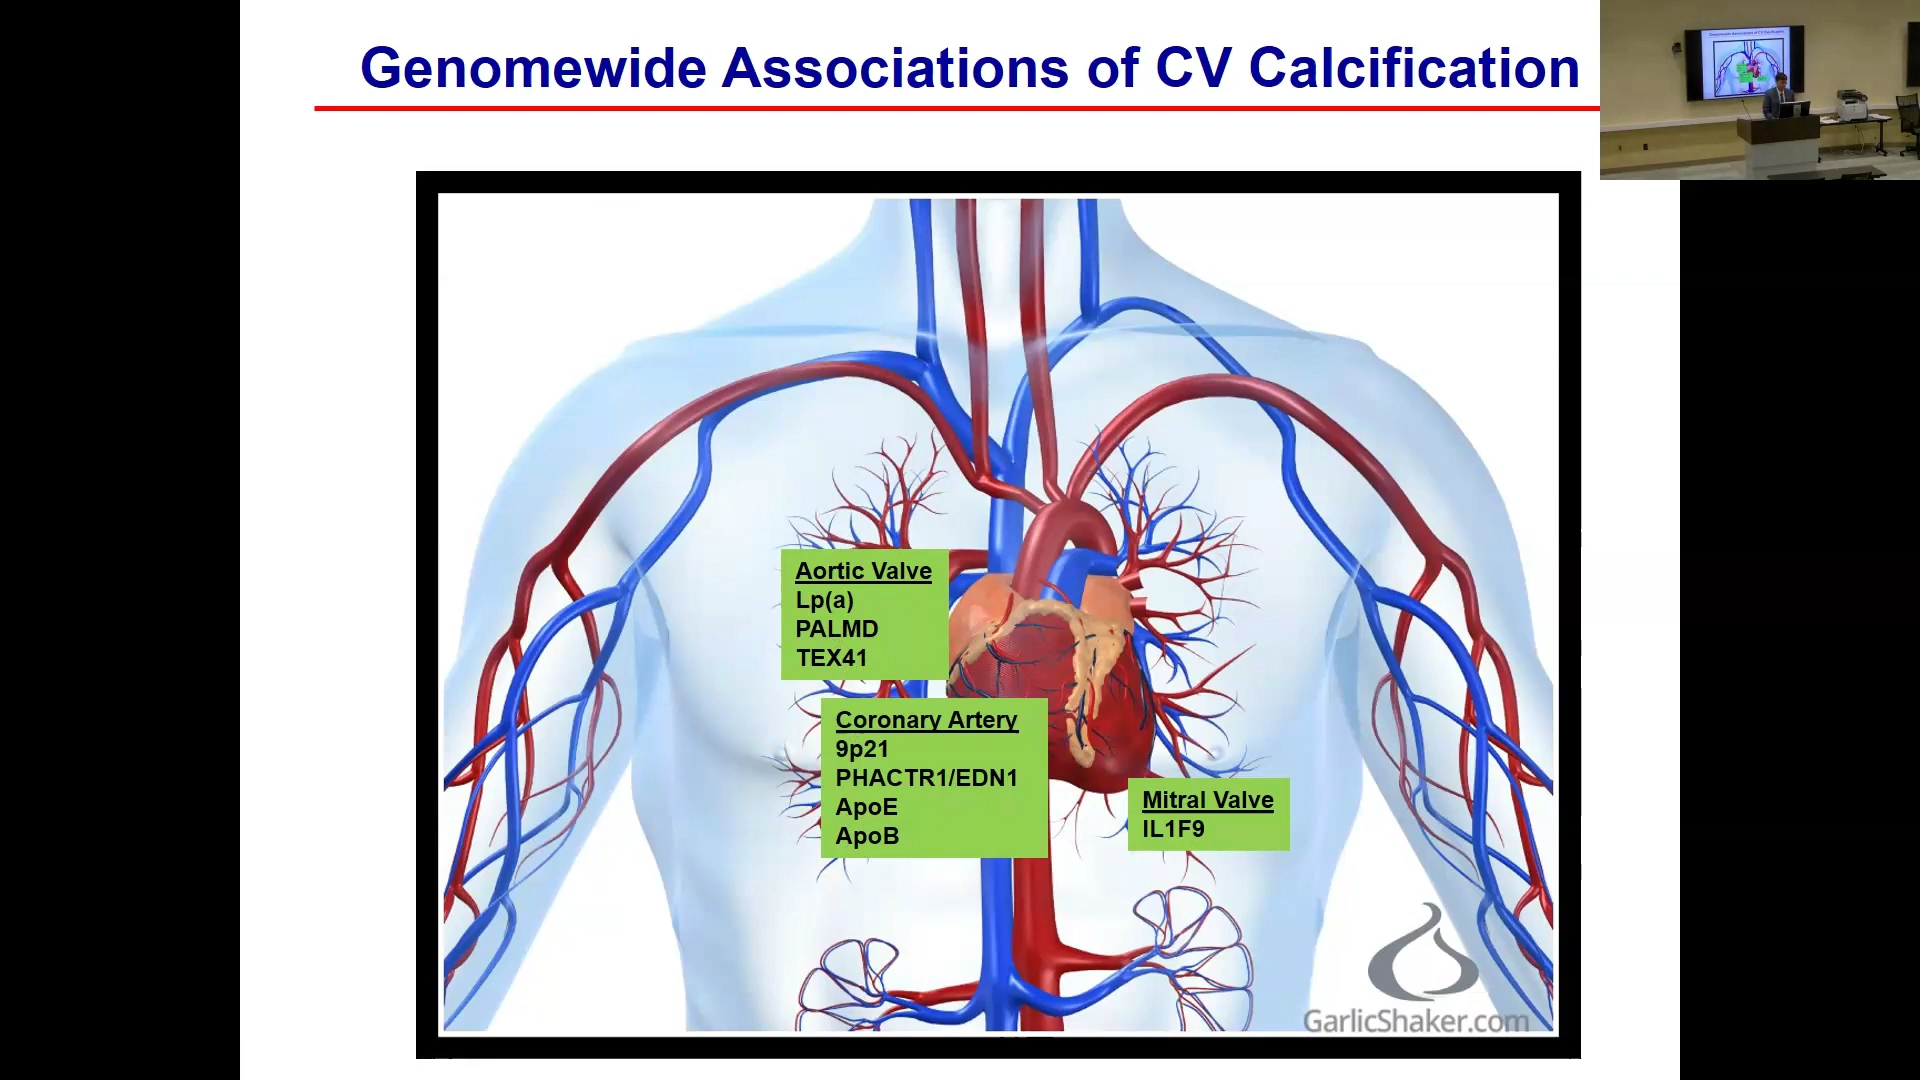 Genomewide Associations of CV Calcification
Aortic Valve
Lp(a)
PALMD
TEX41
Coronary Artery
9p21
PHACTR1/EDN1
ApoE
ApoB
Mitral Valve
IL1F9
GarlicShaker.com